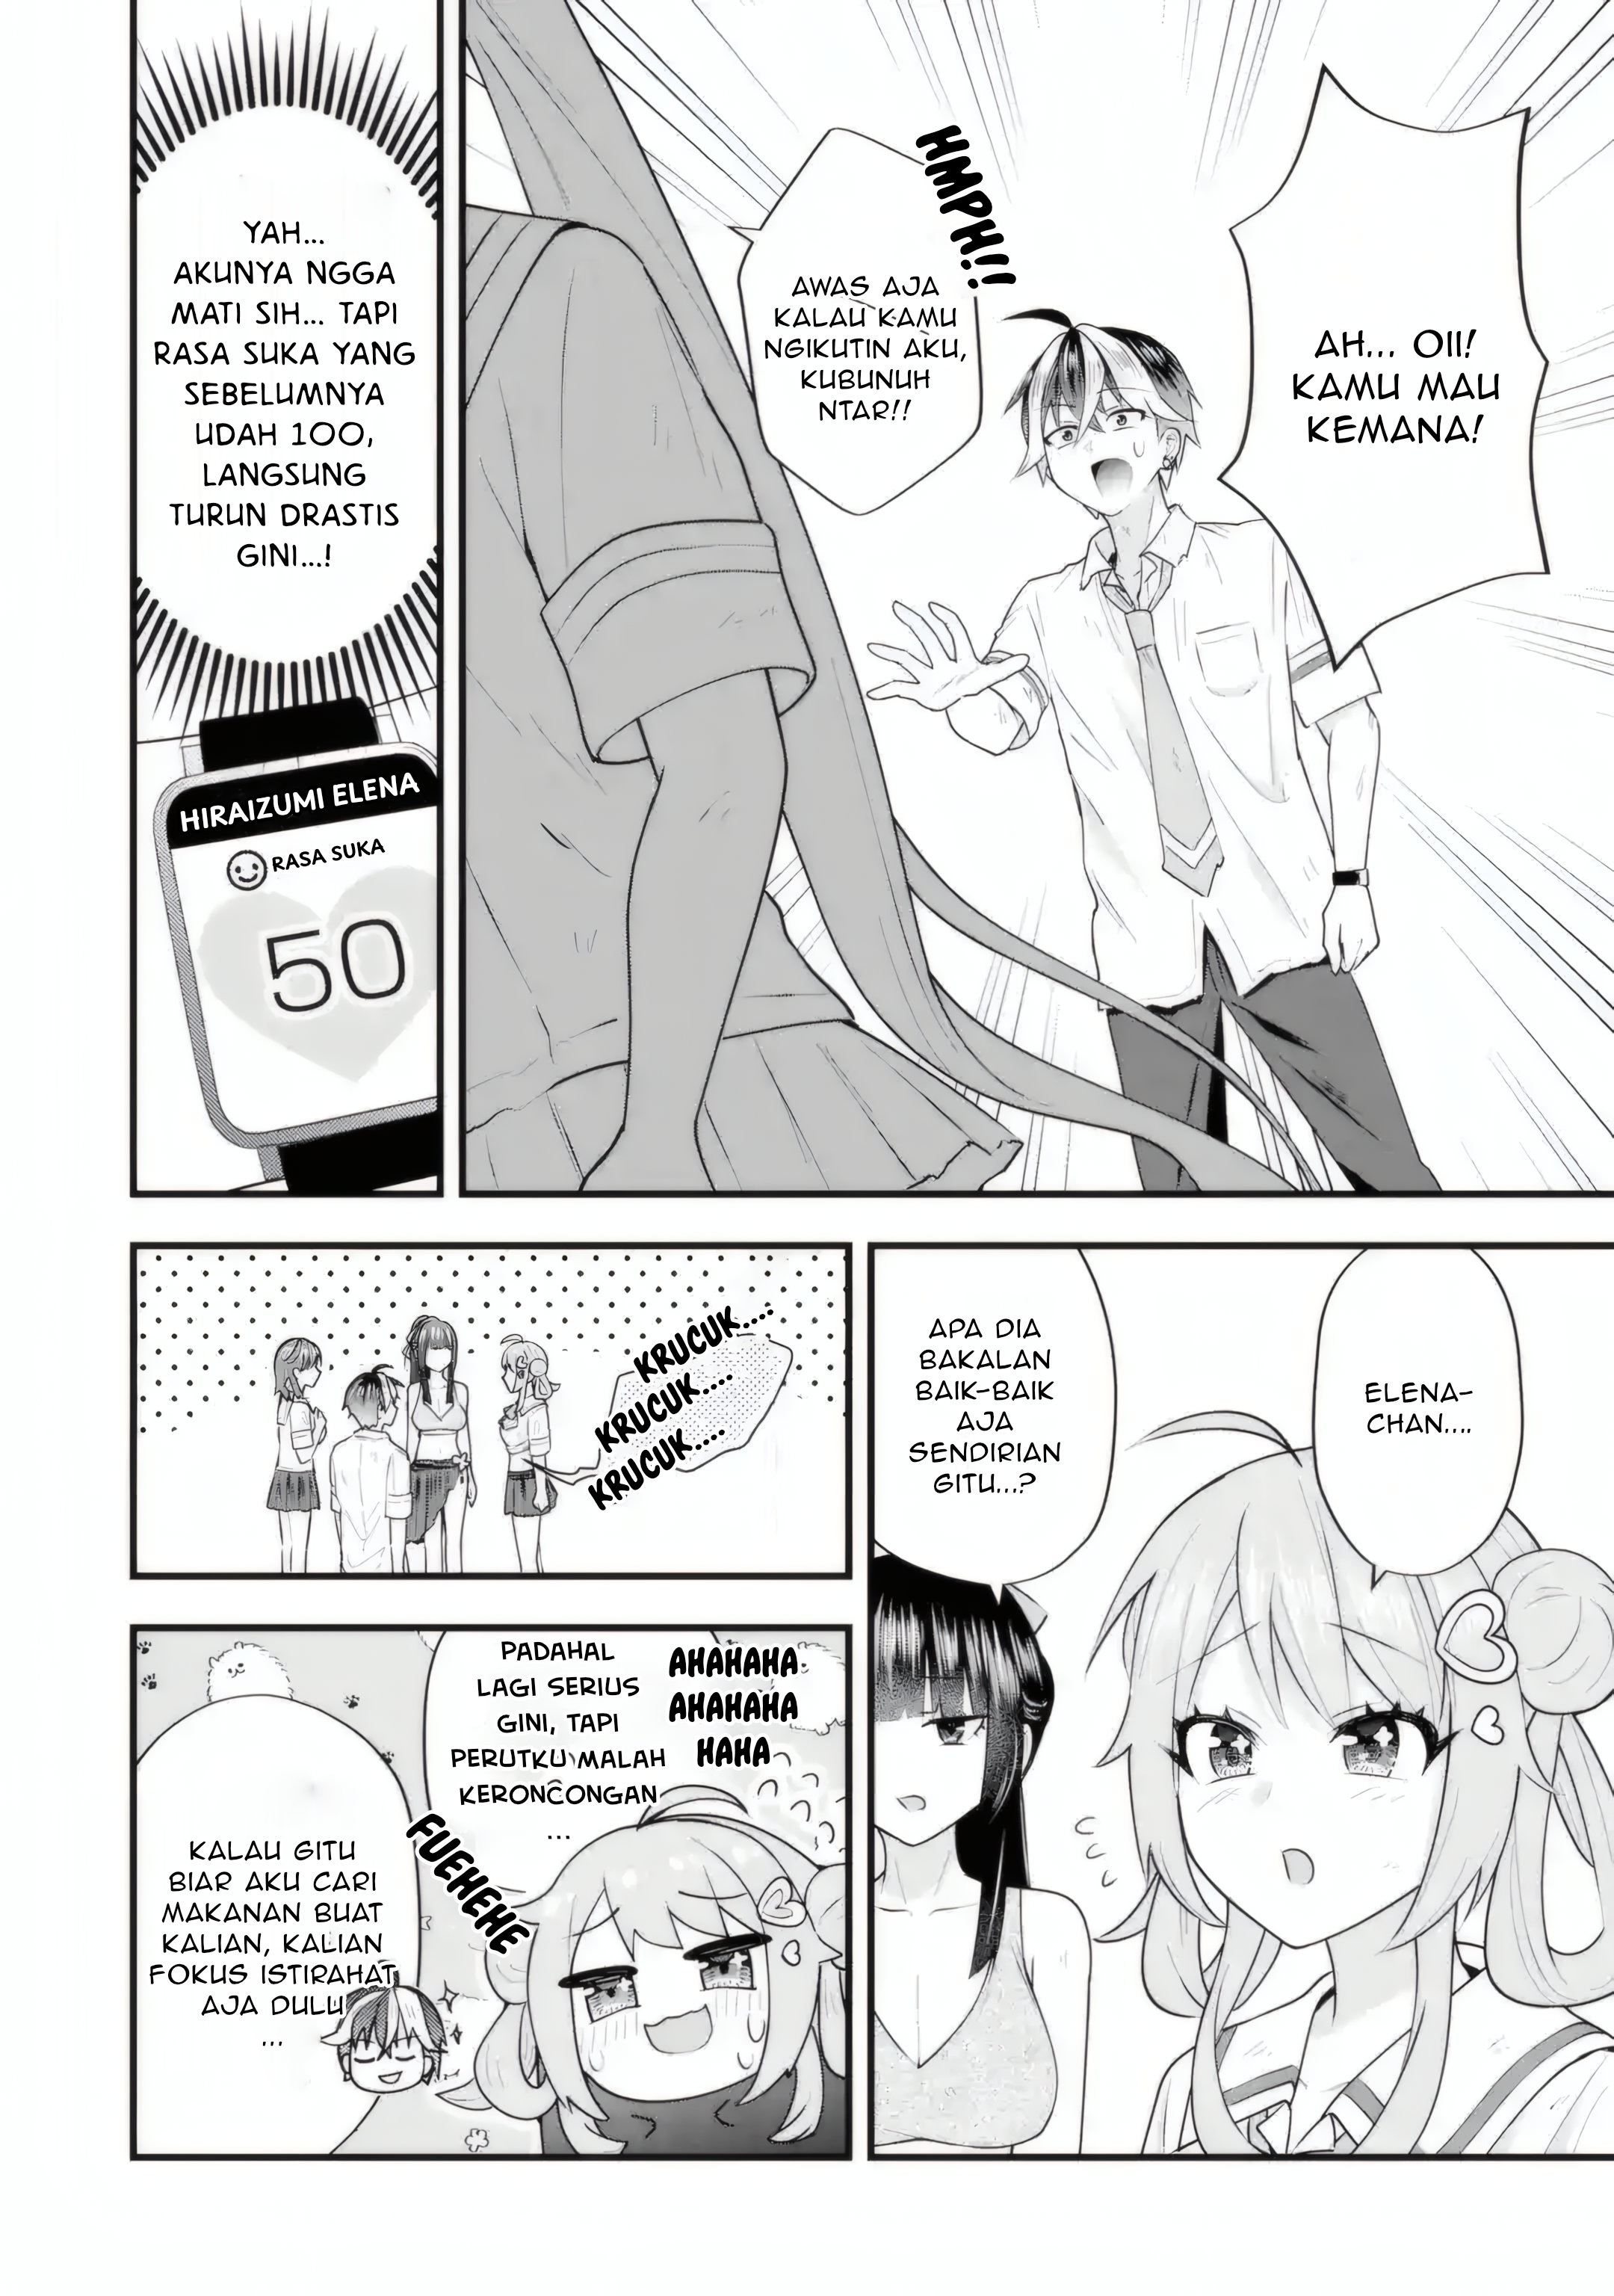 AH... OII!
KAMU MAU
KEMANA!
HMPH!!
AWAS AJA
KALAU KAMU
NGIKUTIN AKU,
KUBUNUH
NTAR!!
YAH...
AKUNYA NGGA
MATI SIH... TAPI
RASA SUKA YANG
SEBELUMNYA
UDAH 100,
LANGSUNG
TURUN DRASTIS
GINI...!
HIRAIZUMI ELENA
RASA SUKA
50
ELENA-
CHAN....
APA DIA
BAKALAN
BAIK-BAIK
AJA
SENDIRIAN
GITU...?
KRUCUK....
KRUCUK....
KRUCUK....
PADAHAL
LAGI SERIUS
GINI, TAPI
PERUTKU MALAH
KERONCONGAN
...
AHAHAHA
AHAHAHA
HAHA
FUEHEHE
KALAU GITU
BIAR AKU CARI
MAKANAN BUAT
KALIAN, KALIAN
FOKUS ISTIRAHAT
AJA DULU
...